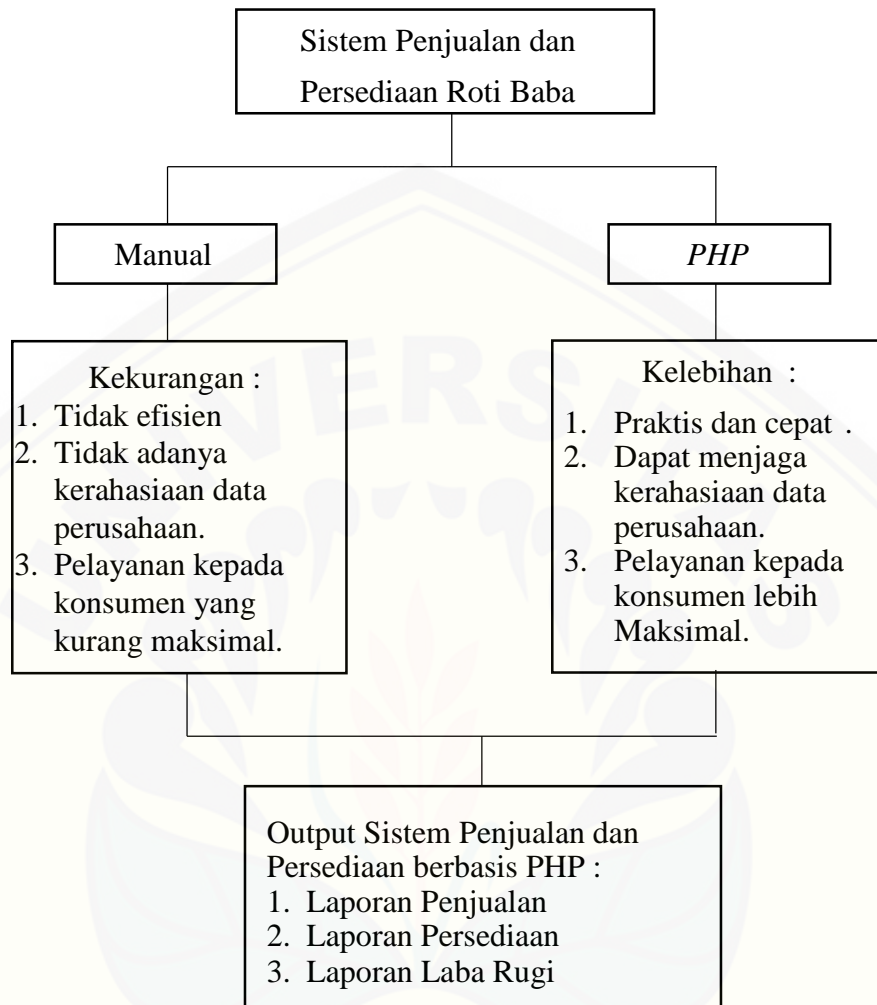 Sistem Penjualan dan
Persediaan Roti Baba
Manual
PHP
Kekurangan :
1. Tidak efisien
2. Tidak adanya
kerahasiaan data
perusahaan.
3. Pelayanan kepada
konsumen yang
kurang maksimal.
Kelebihan :
1. Praktis dan cepat .
2. Dapat menjaga
kerahasiaan data
perusahaan.
3. Pelayanan kepada
konsumen lebih
Maksimal.
Output Sistem Penjualan dan
Persediaan berbasis PHP :
1. Laporan Penjualan
2. Laporan Persediaan
3. Laporan Laba Rugi
UNIVERSITAS